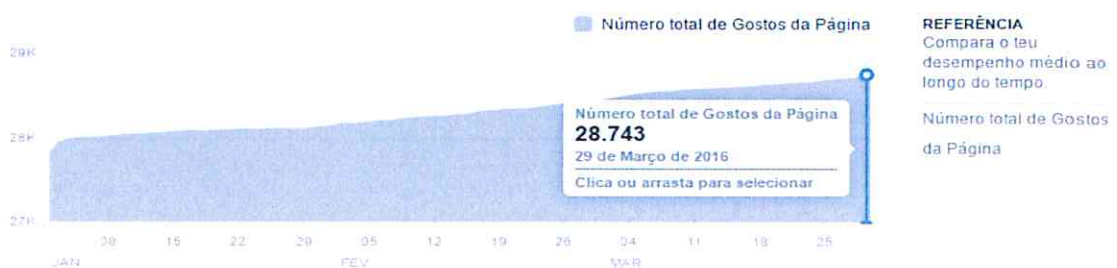 Número total de Gostos da Página
REFERÊNCIA
Compara o teu
desempenho médio ao
longo do tempo.
Número total de Gostos
da Página
29K
28K
27K
Número total de Gostos da Página
28.743
29 de Março de 2016
Clica ou arrasta para selecionar
08 15 22 29 05 12 19 26 04 11 18 25
JAN FEV MAR